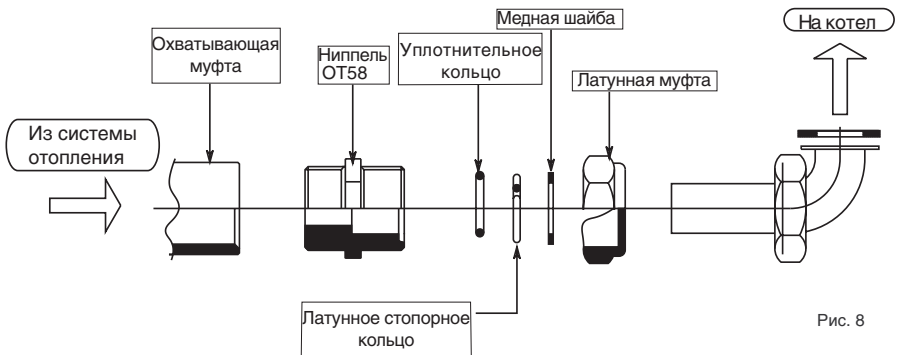 Медная шайба
На котел
Охватывающая
муфта
Ниппель
ОТ58
Уплотнительное
кольцо
Латунная муфта
Из системы
отопления
Латунное стопорное
кольцо
Рис. 8